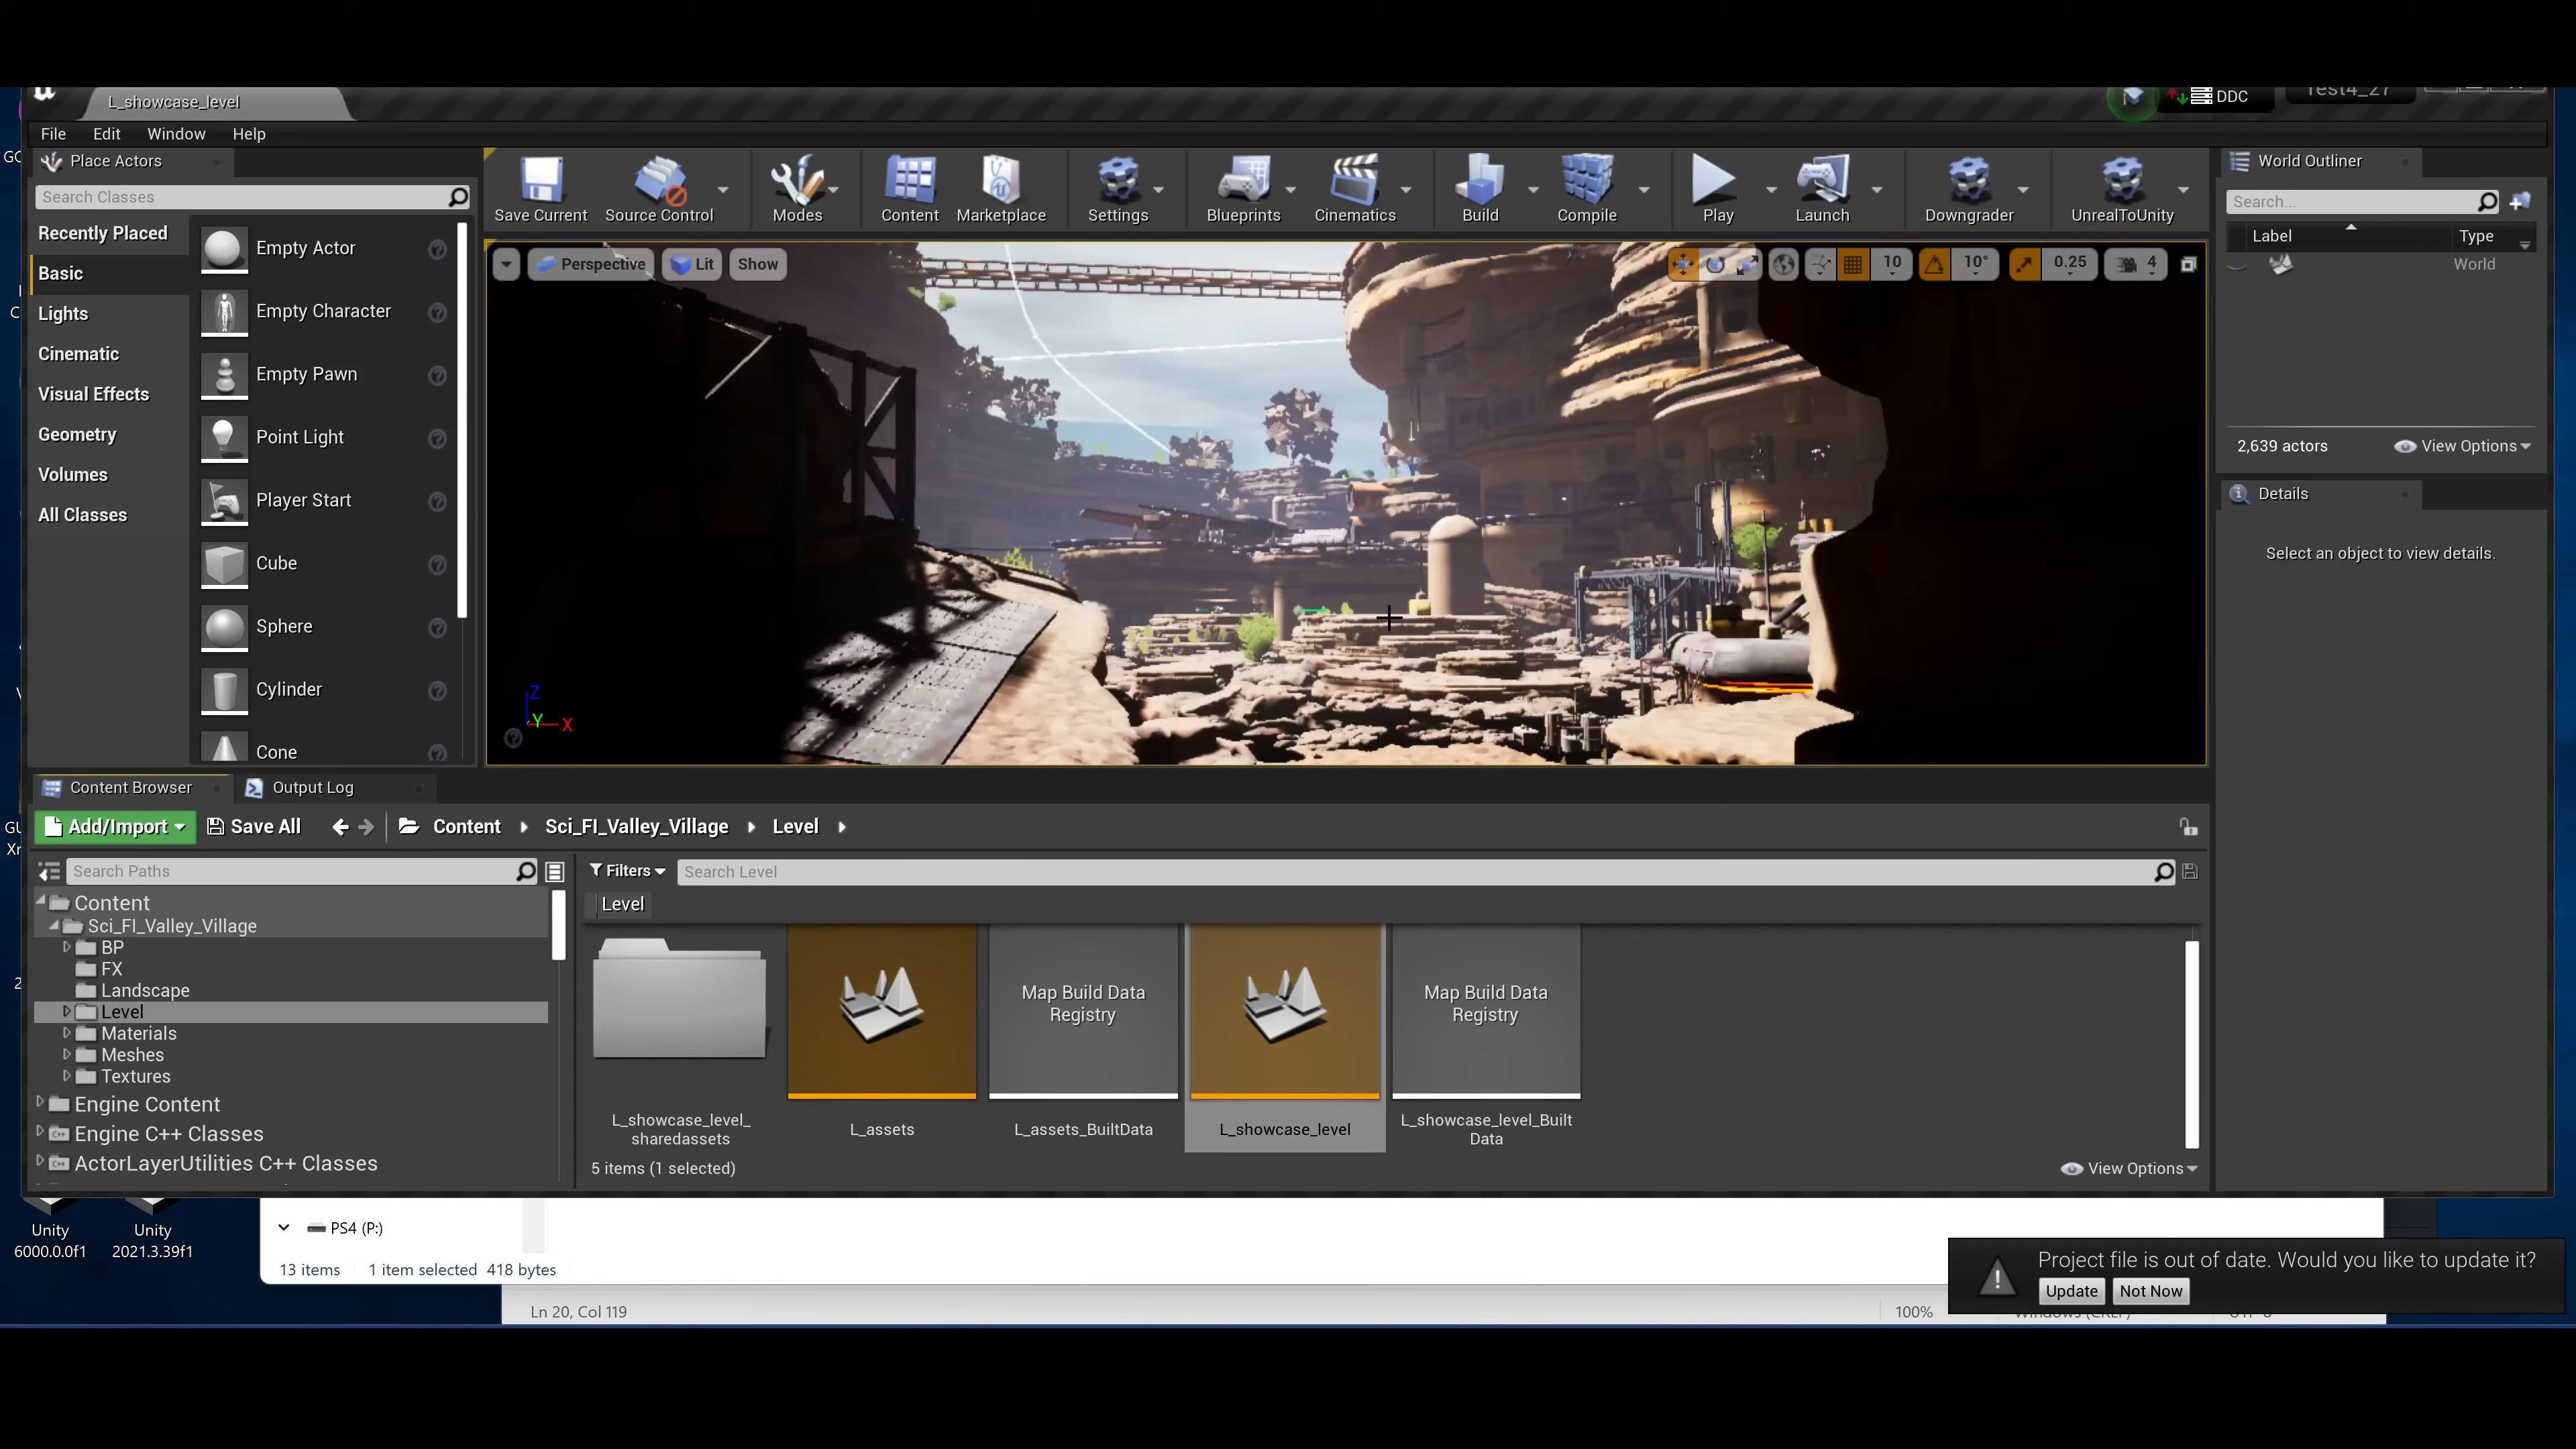 L_showcase_level
DDC
Test4_27
File Edit Window Help
Place Actors
Search Classes
Recently Placed
Basic
Lights
Cinematic
Visual Effects
Geometry
Volumes
All Classes
Empty Actor
Empty Character
Empty Pawn
Point Light
Player Start
Cube
Sphere
Cylinder
Cone
Save Current Source Control Modes Content Marketplace Settings Blueprints Cinematics Build Compile Play Launch Downgrader UnrealToUnity
Perspective Lit Show
10 10° 0.25 4
Z
Y X
World Outliner
Search...
Label Type
World
2,639 actors View Options
Details
Select an object to view details.
Content Browser Output Log
Add/Import Save All Content Sci_FI_Valley_Village Level
Search Paths
Content
Sci_FI_Valley_Village
BP
FX
Landscape
Level
Materials
Meshes
Textures
Engine Content
Engine C++ Classes
ActorLayerUtilities C++ Classes
Filters Search Level
Level
Map Build Data
Registry
Map Build Data
Registry
L_showcase_level_
sharedassets
L_assets
L_assets_BuiltData
L_showcase_level
L_showcase_level_Built
Data
5 items (1 selected) View Options
GC
C
GU
Xr
2
Unity
6000.0.0f1
Unity
2021.3.39f1
PS4 (P:)
13 items 1 item selected 418 bytes
Ln 20, Col 119 100%
Project file is out of date. Would you like to update it?
Update Not Now